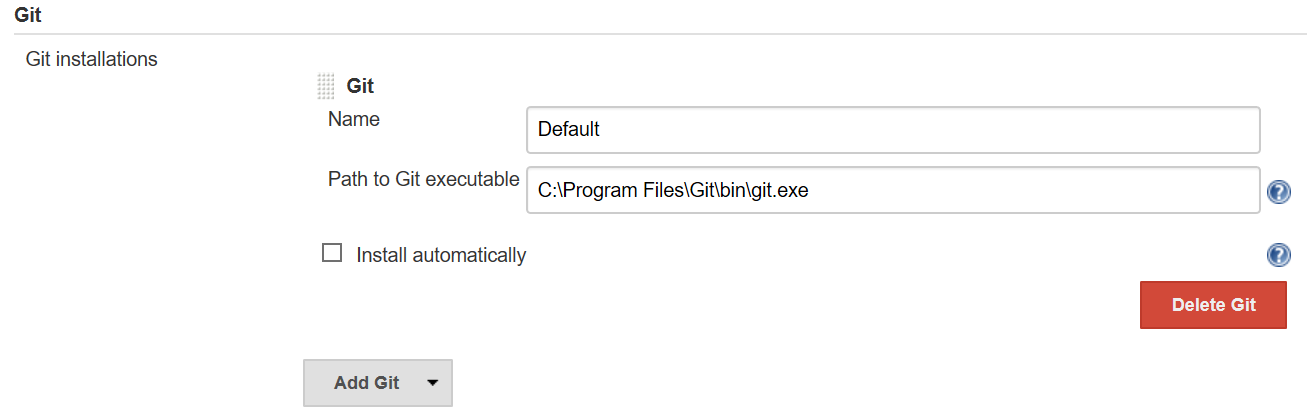 Git
Git installations
Git
Name
Default
Path to Git executable
C:\Program Files\Git\bin\git.exe
?
Install automatically
?
Delete Git
Add Git